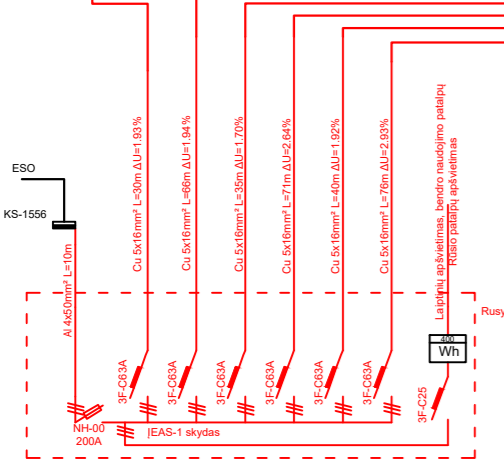 ESO
KS-1556
Al 4x50mm² L=10m
Cu 5x16mm² L=30m ΔU=1.93%
Cu 5x16mm² L=66m ΔU=1.94%
Cu 5x16mm² L=35m ΔU=1.70%
Cu 5x16mm² L=71m ΔU=2.64%
Cu 5x16mm² L=40m ΔU=1.92%
Cu 5x16mm² L=76m ΔU=2.93%
Laiptinių apšvietimas, bendro naudojimo patalpų
Rūsio patalpų apšvietimas
Rusy
400
Wh
3F-C63A
3F-C63A
3F-C63A
3F-C63A
3F-C63A
3F-C63A
3F-C25
NH-00
200A
ĮEAS-1 skydas